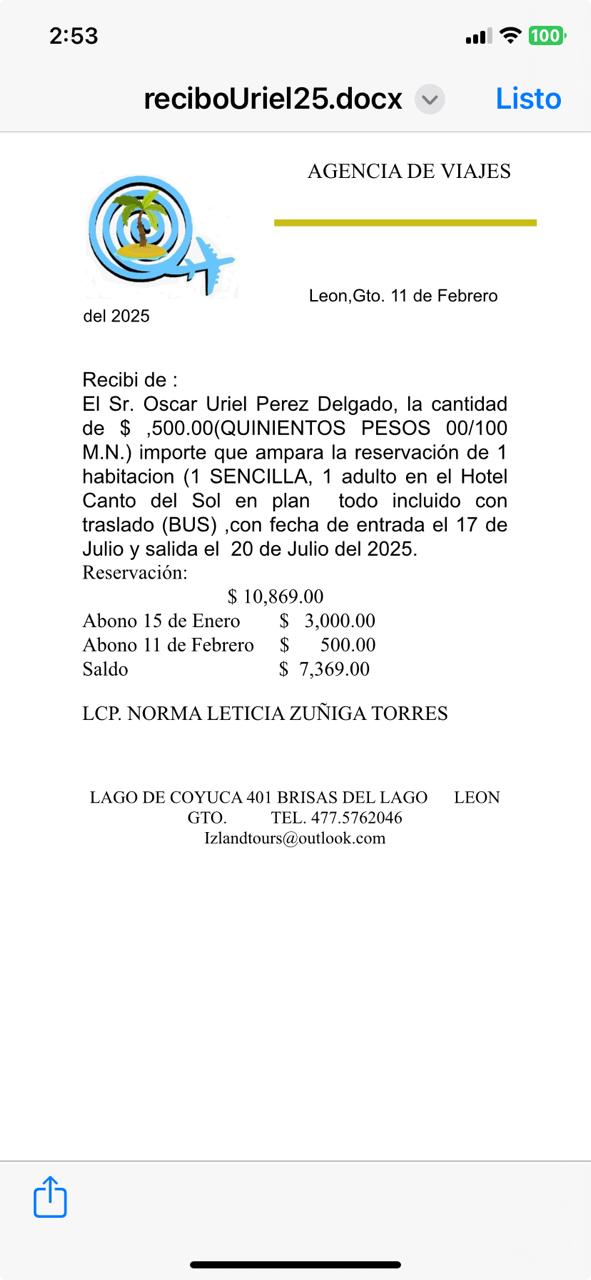 2:53
100
reciboUriel25.docx
Listo
AGENCIA DE VIAJES
Leon,Gto. 11 de Febrero
del 2025
Recibi de :
El Sr. Oscar Uriel Perez Delgado, la cantidad
de $ ,500.00(QUINIENTOS PESOS 00/100
M.N.) importe que ampara la reservación de 1
habitacion (1 SENCILLA, 1 adulto en el Hotel
Canto del Sol en plan todo incluido con
traslado (BUS) ,con fecha de entrada el 17 de
Julio y salida el 20 de Julio del 2025.
Reservación:
$ 10,869.00
Abono 15 de Enero $ 3,000.00
Abono 11 de Febrero $ 500.00
Saldo $ 7,369.00
LCP. NORMA LETICIA ZUÑIGA TORRES
LAGO DE COYUCA 401 BRISAS DEL LAGO LEON
GTO. TEL. 477.5762046
Izlandtours@outlook.com